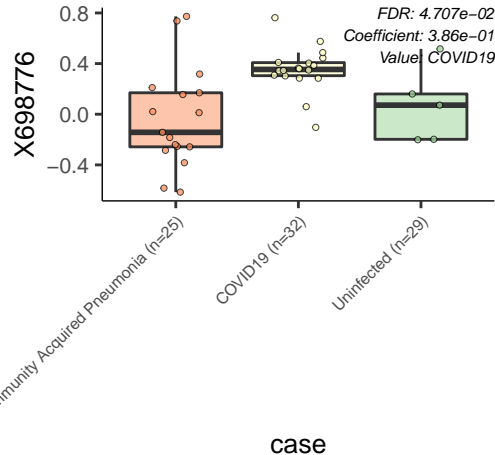 FDR: 4.707e−02
Coefficient: 3.86e−01
Value: COVID19
X698776
0.8
0.4
0.0
−0.4
Acquired Pneumonia (n=25)
COVID19 (n=32)
Uninfected (n=29)
case